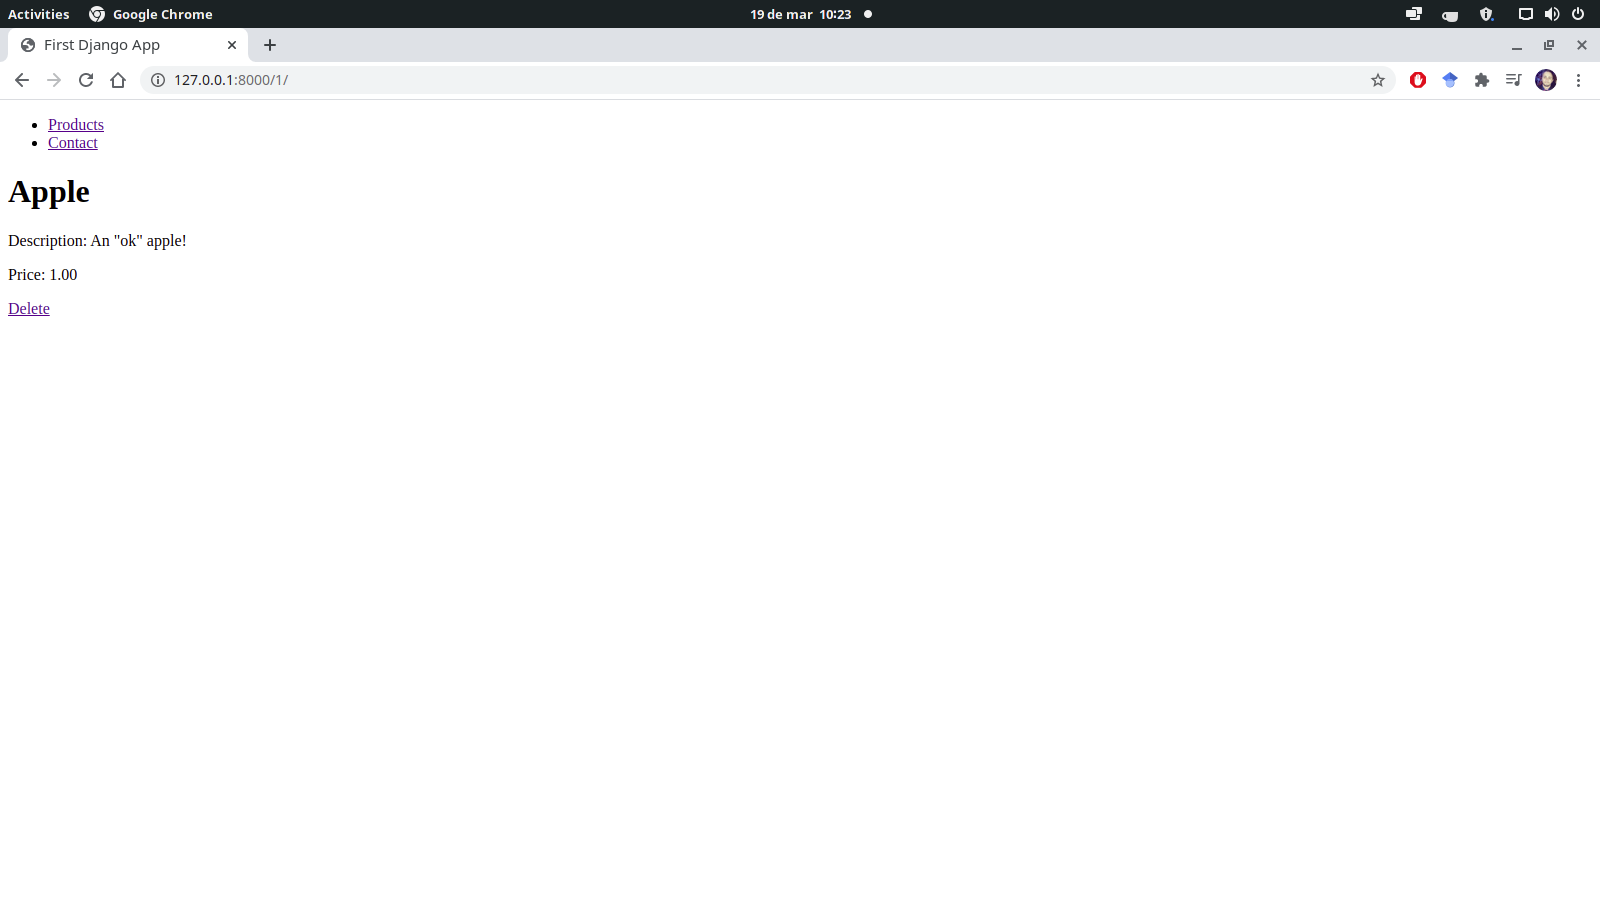 Activities Google Chrome 19 de mar 10:23
First Django App
127.0.0.1:8000/1/
Products
Contact
Apple
Description: An "ok" apple!
Price: 1.00
Delete